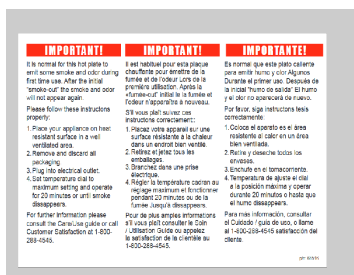 IMPORTANT!
It is normal for this hot plate to
emit some smoke and odor during
first time use. After the initial
"smoke-out" the smoke and odor
will not appear again.
Please follow these instructons
properly:
1. Place your appliance on heat
resistant surface in a well
ventilated area.
2. Remove and discard all
packaging
3. Plug into electrical outlet.
4. Set temperature dial to
maximum setting and operate
for 20 minutes or until smoke
disappears.
For further information please
consult the Care/Use guide or call
Customer Satisfaction at 1-800-
288-4545.
IMPORTANT!
Il est habituel pour esta plaque
chauffente pour émettre de la
fumée et de l'odeur Lors de la
première utilisation. Après la
«fumée-out" initial le la fumée et
l'odeur n'apparaîtra à nouveau.
S'il vous plaît suivez ces
instructions correctement::
1. Placez votre appareil sur une
surface résistante à la chaleur
dans un endroit bien ventilé.
2. Retirez et jetez tous les
emballages.
3. Branchez dans une prise
électrique.
4. Régler la température cadran au
reglage maximum et fonctionner
pendant 20 minutes ou de la
fumée Jusqu'à dissappears.
Pour de plus amples informations
s'il vous plaît consulter le Soin
/ Utilisation Guide ou appelez
le satisfaction de la clientèle au
1-800-288-4545.
IMPORTANTE!
Es normal que este plato caliente
para emitir humo y olor Algunos
Durante el primer uso. Después de
la inicial "humo de salida" El humo
y el olor no aparecerá de nuevo.
Por favor, siga instructons tesis
correctamente
1. Coloque el aparato en el área
resistente al calor en un área
bien ventilada.
2. Retire y deseche todos los
envases.
3. Enchufe en el tomacorriente.
4. Temperatura de ajuste el dial
a la posición máxima y operar
durante 20 minutos o hasta que
el humo dissappears.
Para más información, consultar
el Cuidado / guía de uso, o llame
al 1-800-288-4545 satisfacción del
cliente.